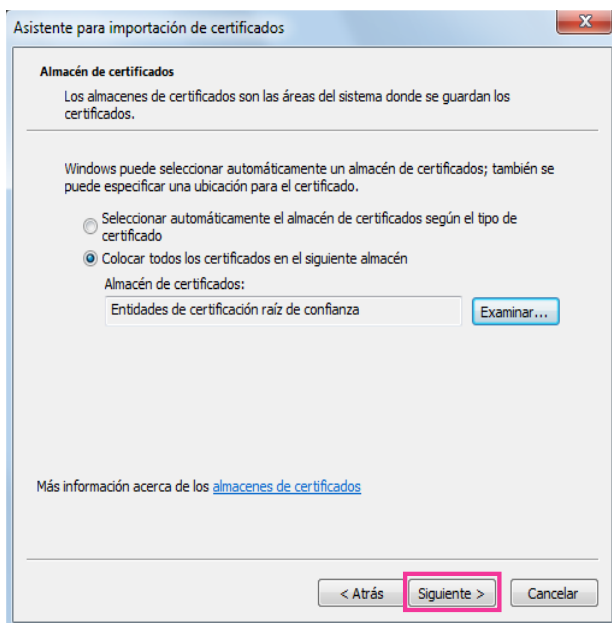 Asistente para importación de certificados
Almacén de certificados
Los almacenes de certificados son las áreas del sistema donde se guardan los
certificados.
Windows puede seleccionar automáticamente un almacén de certificados; también se
puede especificar una ubicación para el certificado.
Seleccionar automáticamente el almacén de certificados según el tipo de
certificado
Colocar todos los certificados en el siguiente almacén
Almacén de certificados:
Entidades de certificación raíz de confianza
Examinar...
Más información acerca de los almacenes de certificados
< Atrás
Siguiente >
Cancelar